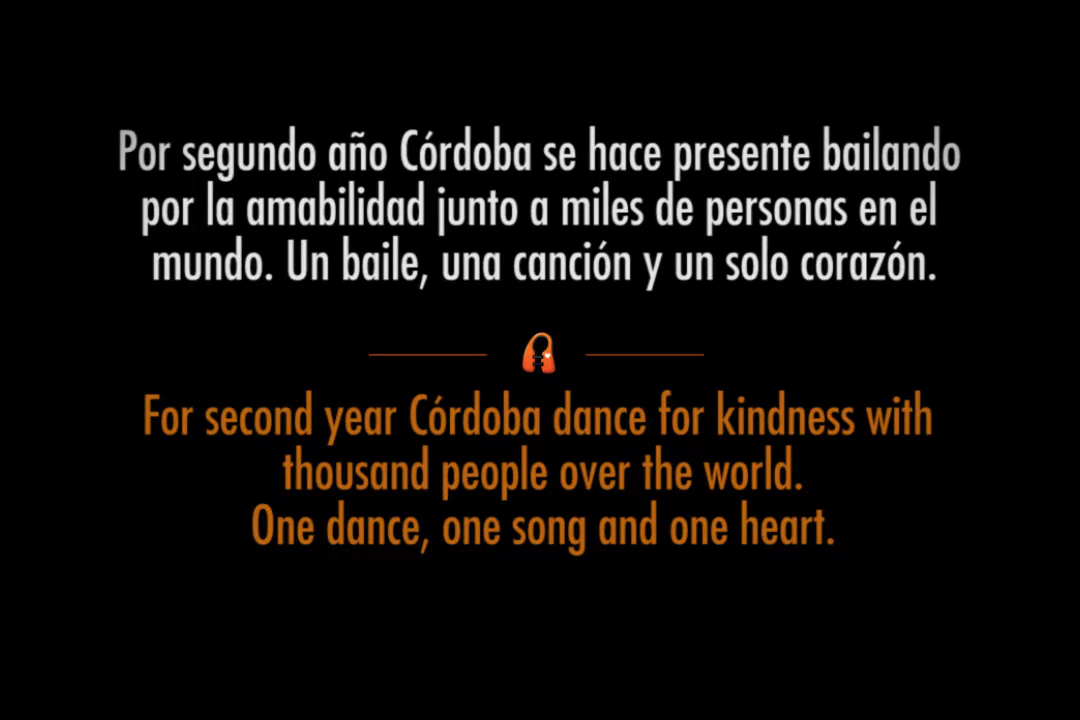 Por segundo año Córdoba se hace presente bailando
por la amabilidad junto a miles de personas en el
mundo. Un baile, una canción y un solo corazón.
For second year Córdoba dance for kindness with
thousand people over the world.
One dance, one song and one heart.